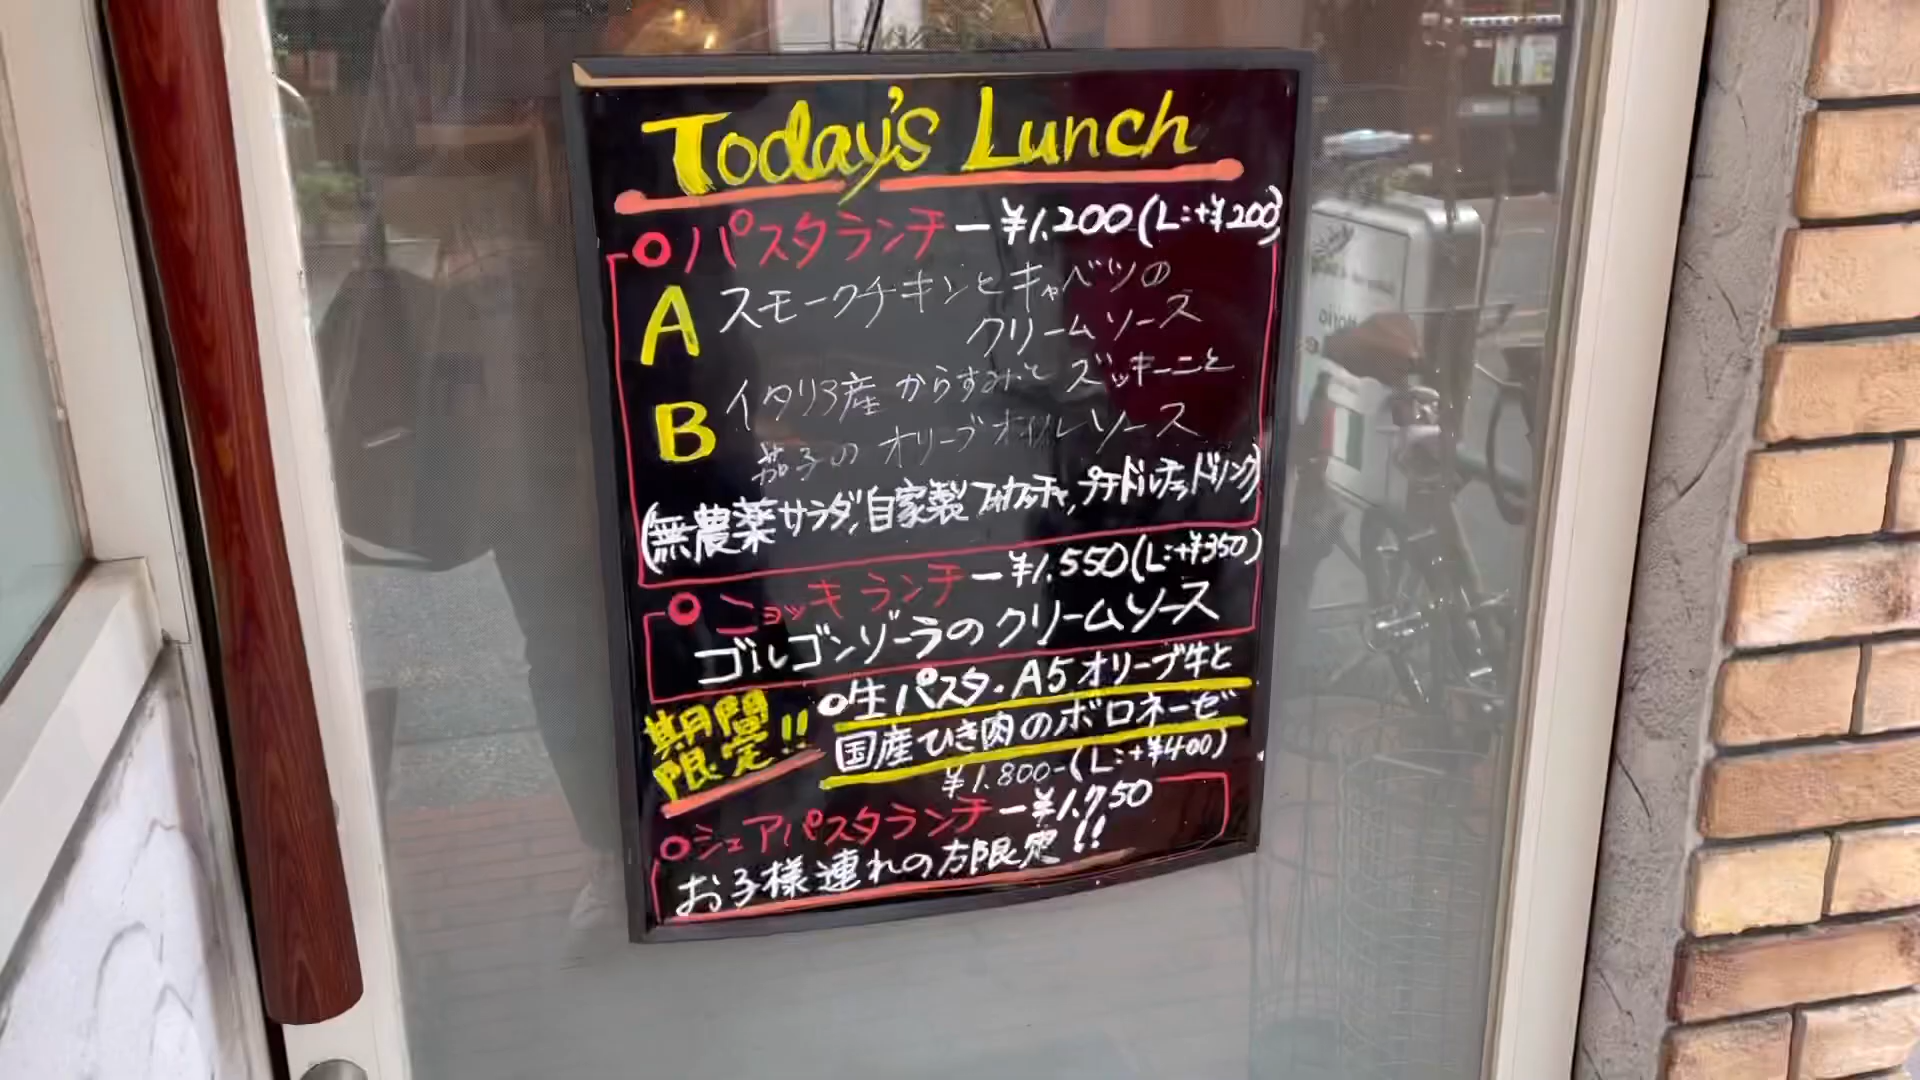 Today's Lunch
○パスタランチ ー ¥1,200 (L:+¥200)
A スモークチキンとキャベツの
クリームソース
B イタリア産 からすみと ズッキーニと
茄子の オリーブオイルソース
(無農薬サラダ, 自家製フォカッチャ, プチドルチェ, ドリンク)
○ニョッキランチ ー ¥1,550 (L:+¥350)
ゴルゴンゾーラのクリームソース
期間
限定!!
○生パスタ・A5オリーブ牛と
国産ひき肉のボロネーゼ
¥1,800- (L:+¥400)
○シェアパスタランチ ー ¥1,750
お子様連れの方限定!!